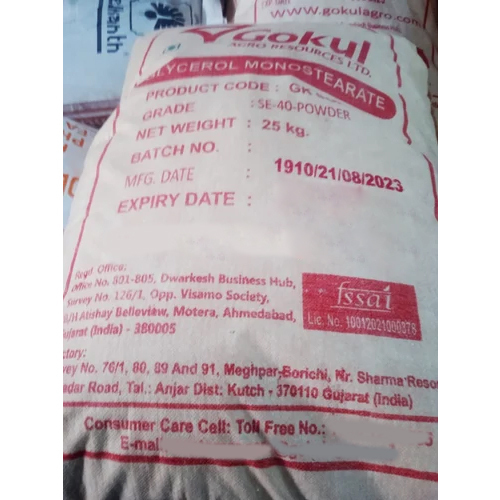 www.gokulagro.com
GOKUL
AGRO RESOURCES LTD.
GLYCEROL MONOSTEARATE
PRODUCT CODE : GK
GRADE : SE-40-POWDER
NET WEIGHT : 25 kg.
BATCH NO. :
MFG. DATE : 1910/21/08/2023
EXPIRY DATE :
Regd. Office:
Office No. 801-805, Dwarkesh Business Hub,
Survey No. 126/1, Opp. Visamo Society,
Abishay Belleview, Motera, Ahmedabad,
Gujarat (India) - 380005
fssai
Lic. No. 10012021000078
ctory:
vey No. 76/1, 80, 89 And 91, Meghpar-Borichi, Nr. Sharma Reso
adar Road, Tal.: Anjar Dist: Kutch - 370110 Gujarat (India)
Consumer Care Cell: Toll Free No.:
E-mail